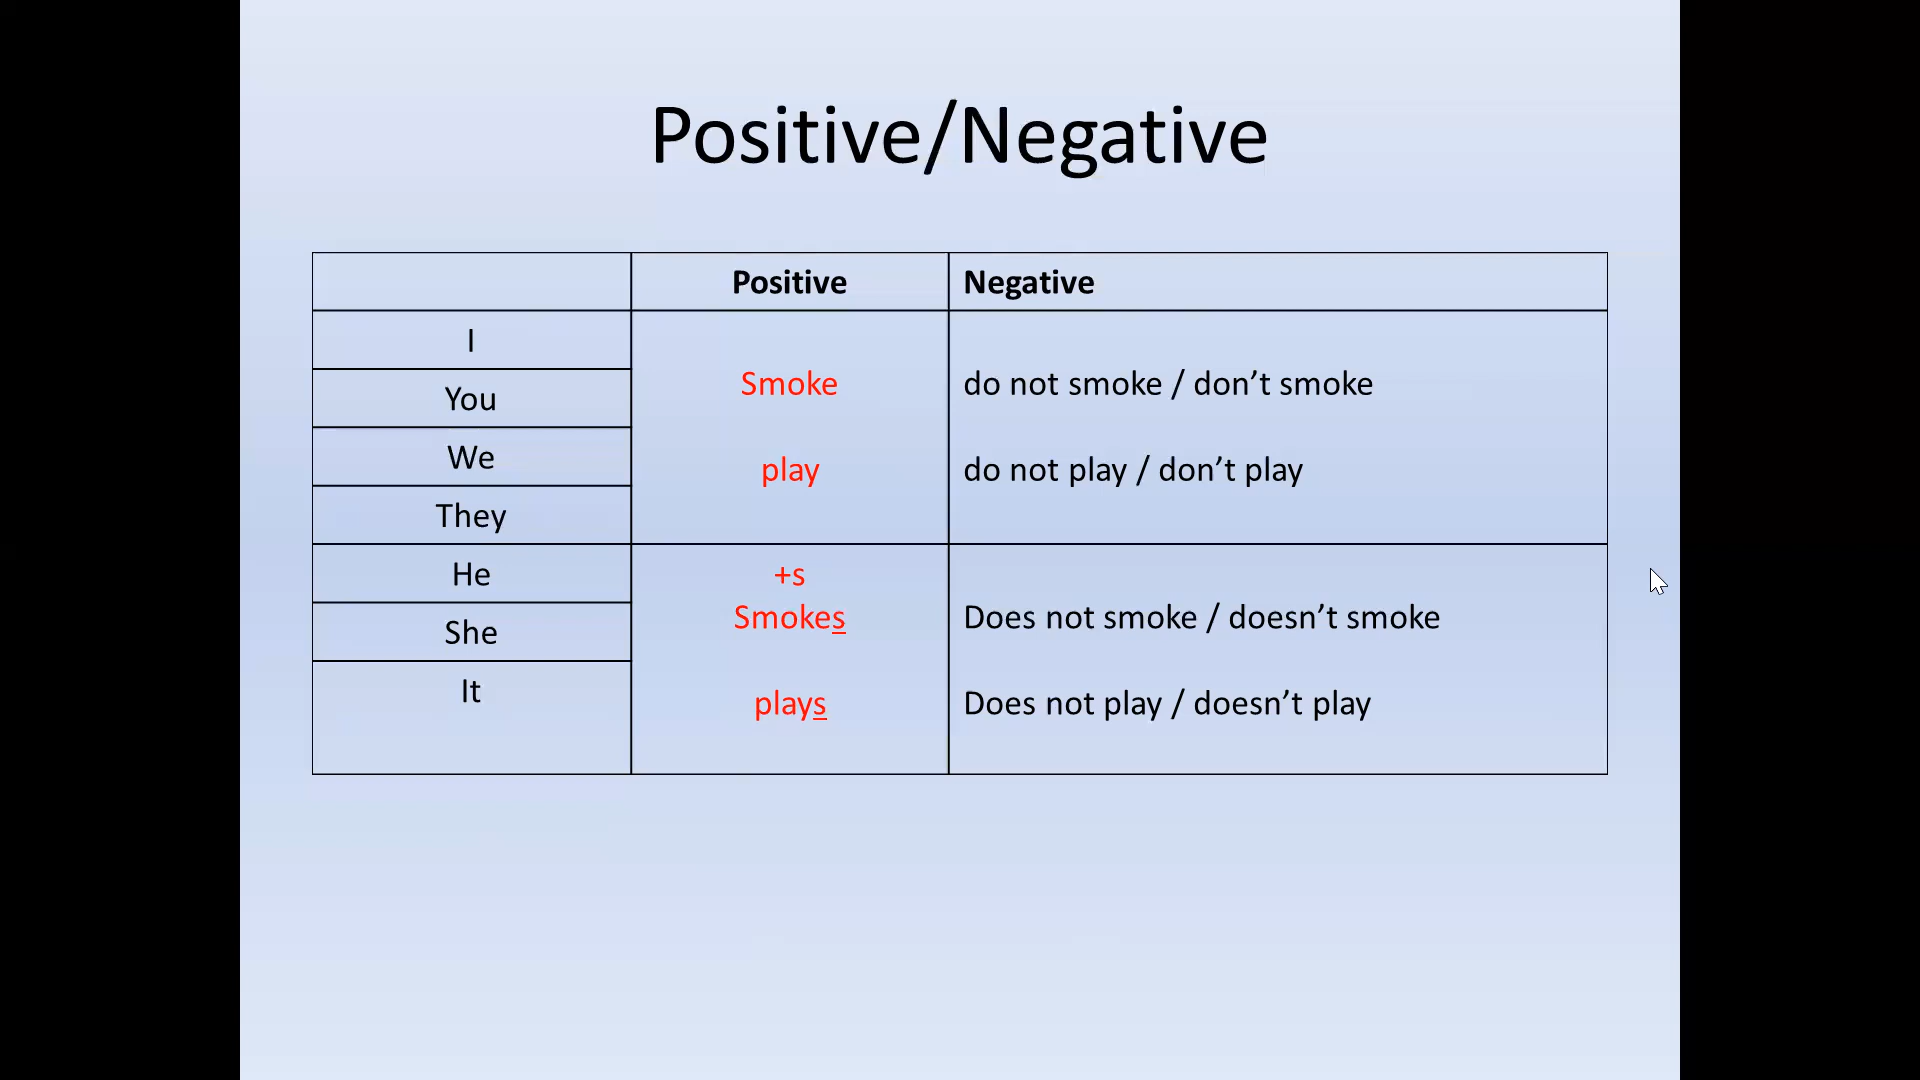 Positive/Negative
Positive
Negative
I
You
We
They
Smoke
play
do not smoke / don’t smoke
do not play / don’t play
He
She
It
+s
Smokes
plays
Does not smoke / doesn’t smoke
Does not play / doesn’t play